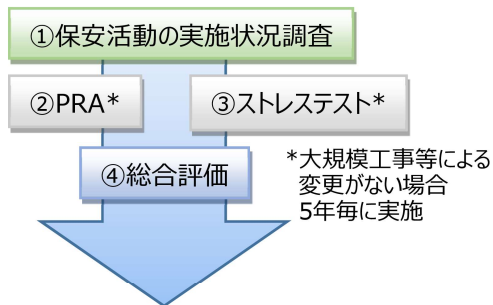 ①保安活動の実施状況調査
②PRA*
③ストレステスト*
④総合評価
*大規模工事等による
変更がない場合
5年毎に実施